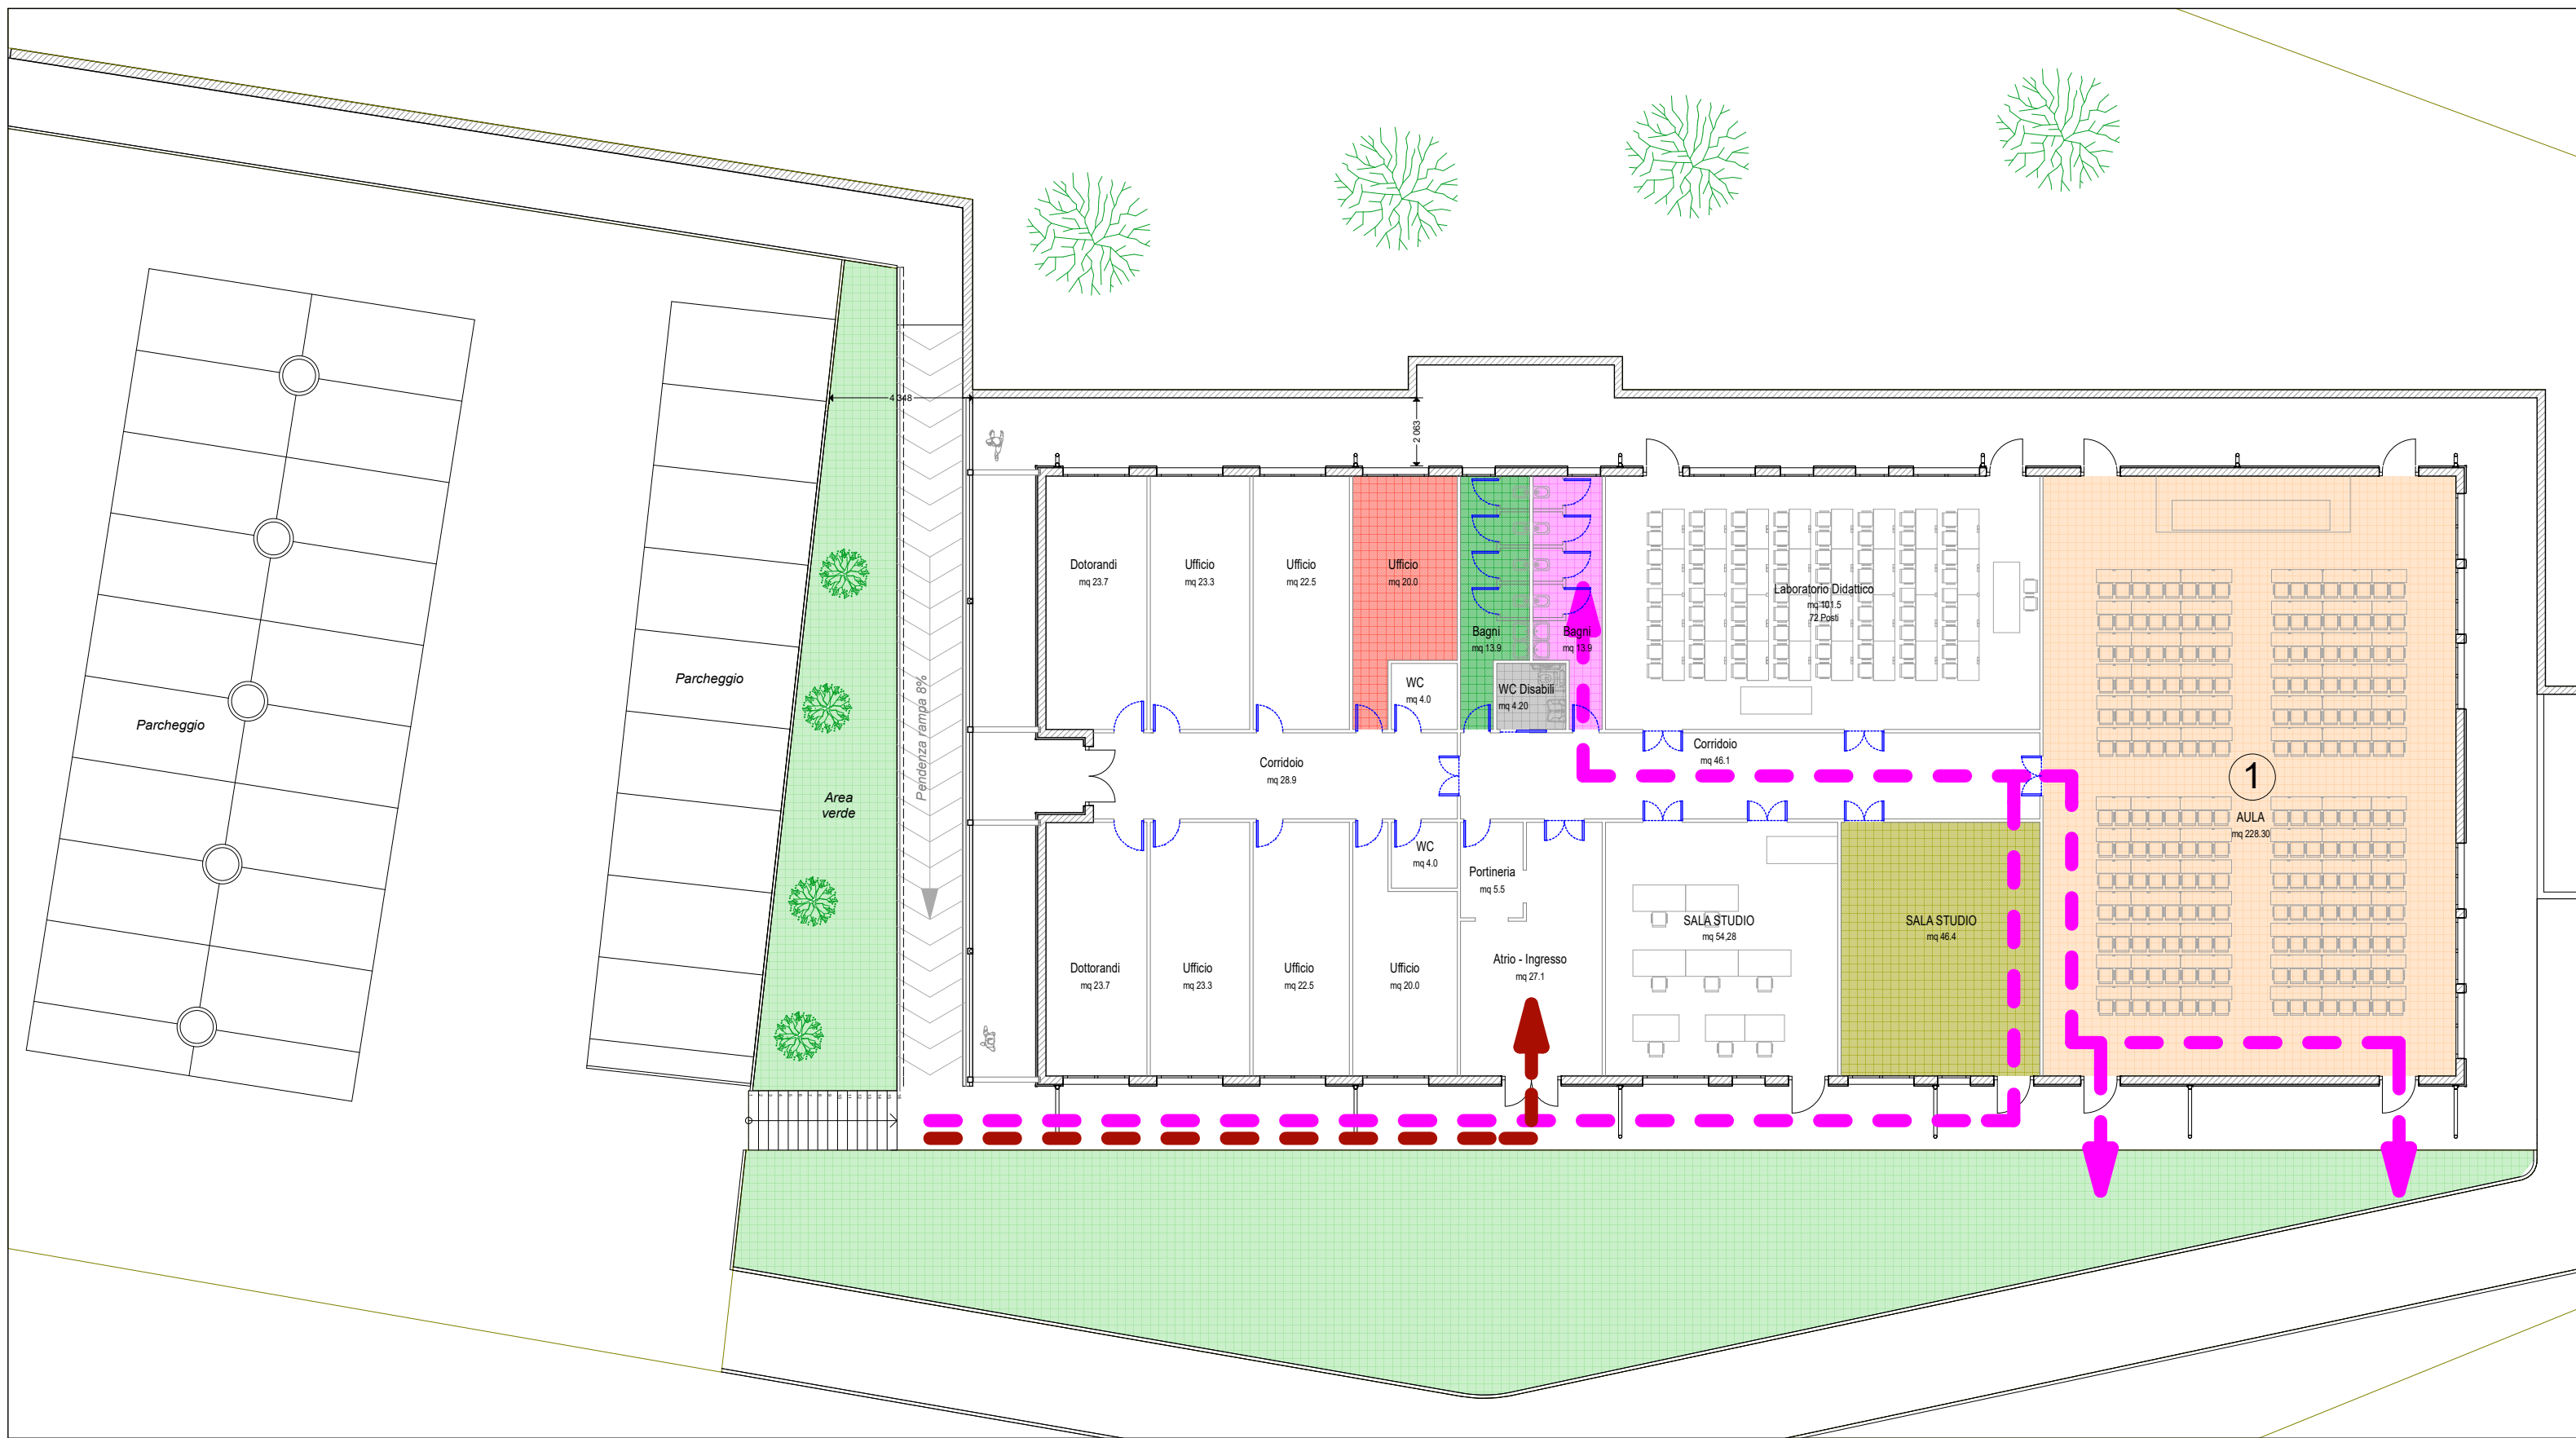 4 348
2 063
Dotorandi
mq 23.7
Ufficio
mq 23.3
Ufficio
mq 22.5
Ufficio
mq 20.0
Bagni
mq 13.9
Bagni
mq 13.9
Laboratorio Didattico
mq 101.5
72 Posti
WC
mq 4.0
WC Disabili
mq 4.20
Parcheggio
Parcheggio
Pendenza rampa 8%
Area
verde
Corridoio
mq 28.9
Corridoio
mq 46.1
1
AULA
mq 228.30
WC
mq 4.0
Portineria
mq 5.5
SALA STUDIO
mq 54,28
SALA STUDIO
mq 46.4
Atrio - Ingresso
mq 27.1
Dottorandi
mq 23.7
Ufficio
mq 23.3
Ufficio
mq 22.5
Ufficio
mq 20.0